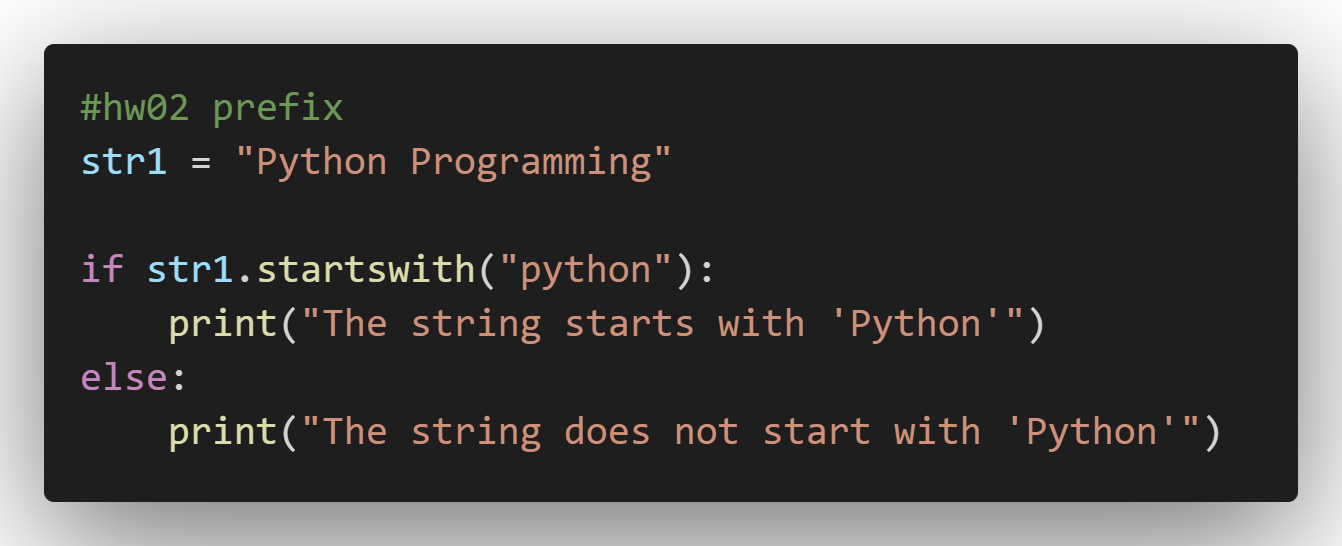 #hw02 prefix
str1 = "Python Programming"
if str1.startswith("python"):
    print("The string starts with 'Python'")
else:
    print("The string does not start with 'Python'")